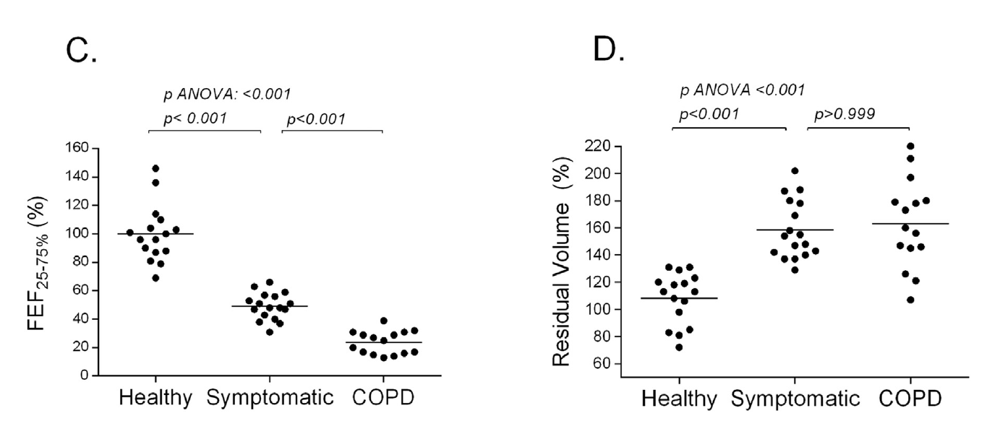 C.
p ANOVA: <0.001
p< 0.001 p<0.001
160
140
120
100
80
60
40
20
0
FEF25-75% (%)
Healthy Symptomatic COPD
D.
p ANOVA <0.001
p<0.001 p>0.999
220
200
180
160
140
120
100
80
60
Residual Volume (%)
Healthy Symptomatic COPD